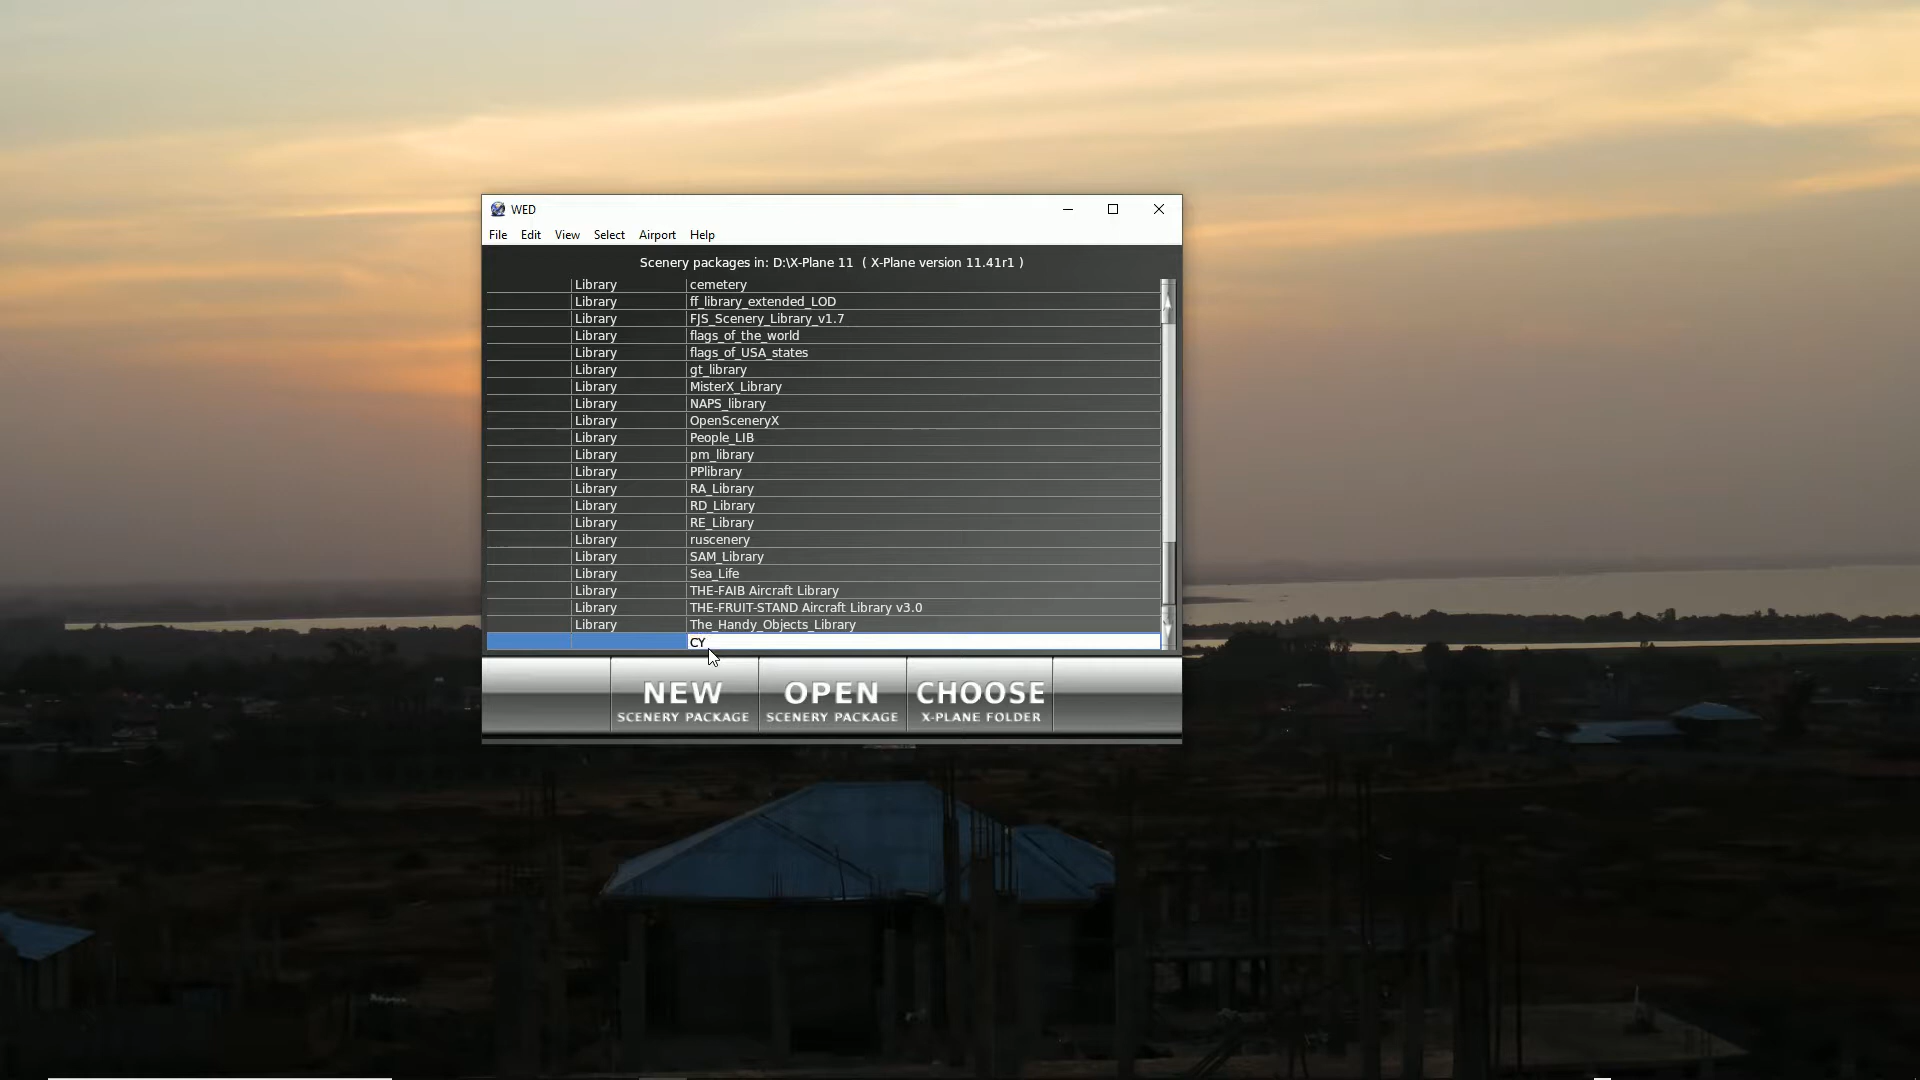 WED
File Edit View Select Airport Help
Scenery packages in: D:\X-Plane 11 ( X-Plane version 11.41r1 )
Library cemetery
Library ff_library_extended_LOD
Library FJS_Scenery_Library_v1.7
Library flags_of_the_world
Library flags_of_USA_states
Library gt_library
Library MisterX_Library
Library NAPS_library
Library OpenSceneryX
Library People_LIB
Library pm_library
Library PPlibrary
Library RA_Library
Library RD_Library
Library RE_Library
Library ruscenery
Library SAM_Library
Library Sea_Life
Library THE-FAIB Aircraft Library
Library THE-FRUIT-STAND Aircraft Library v3.0
Library The_Handy_Objects_Library
CY
NEW OPEN CHOOSE
SCENERY PACKAGE SCENERY PACKAGE X-PLANE FOLDER